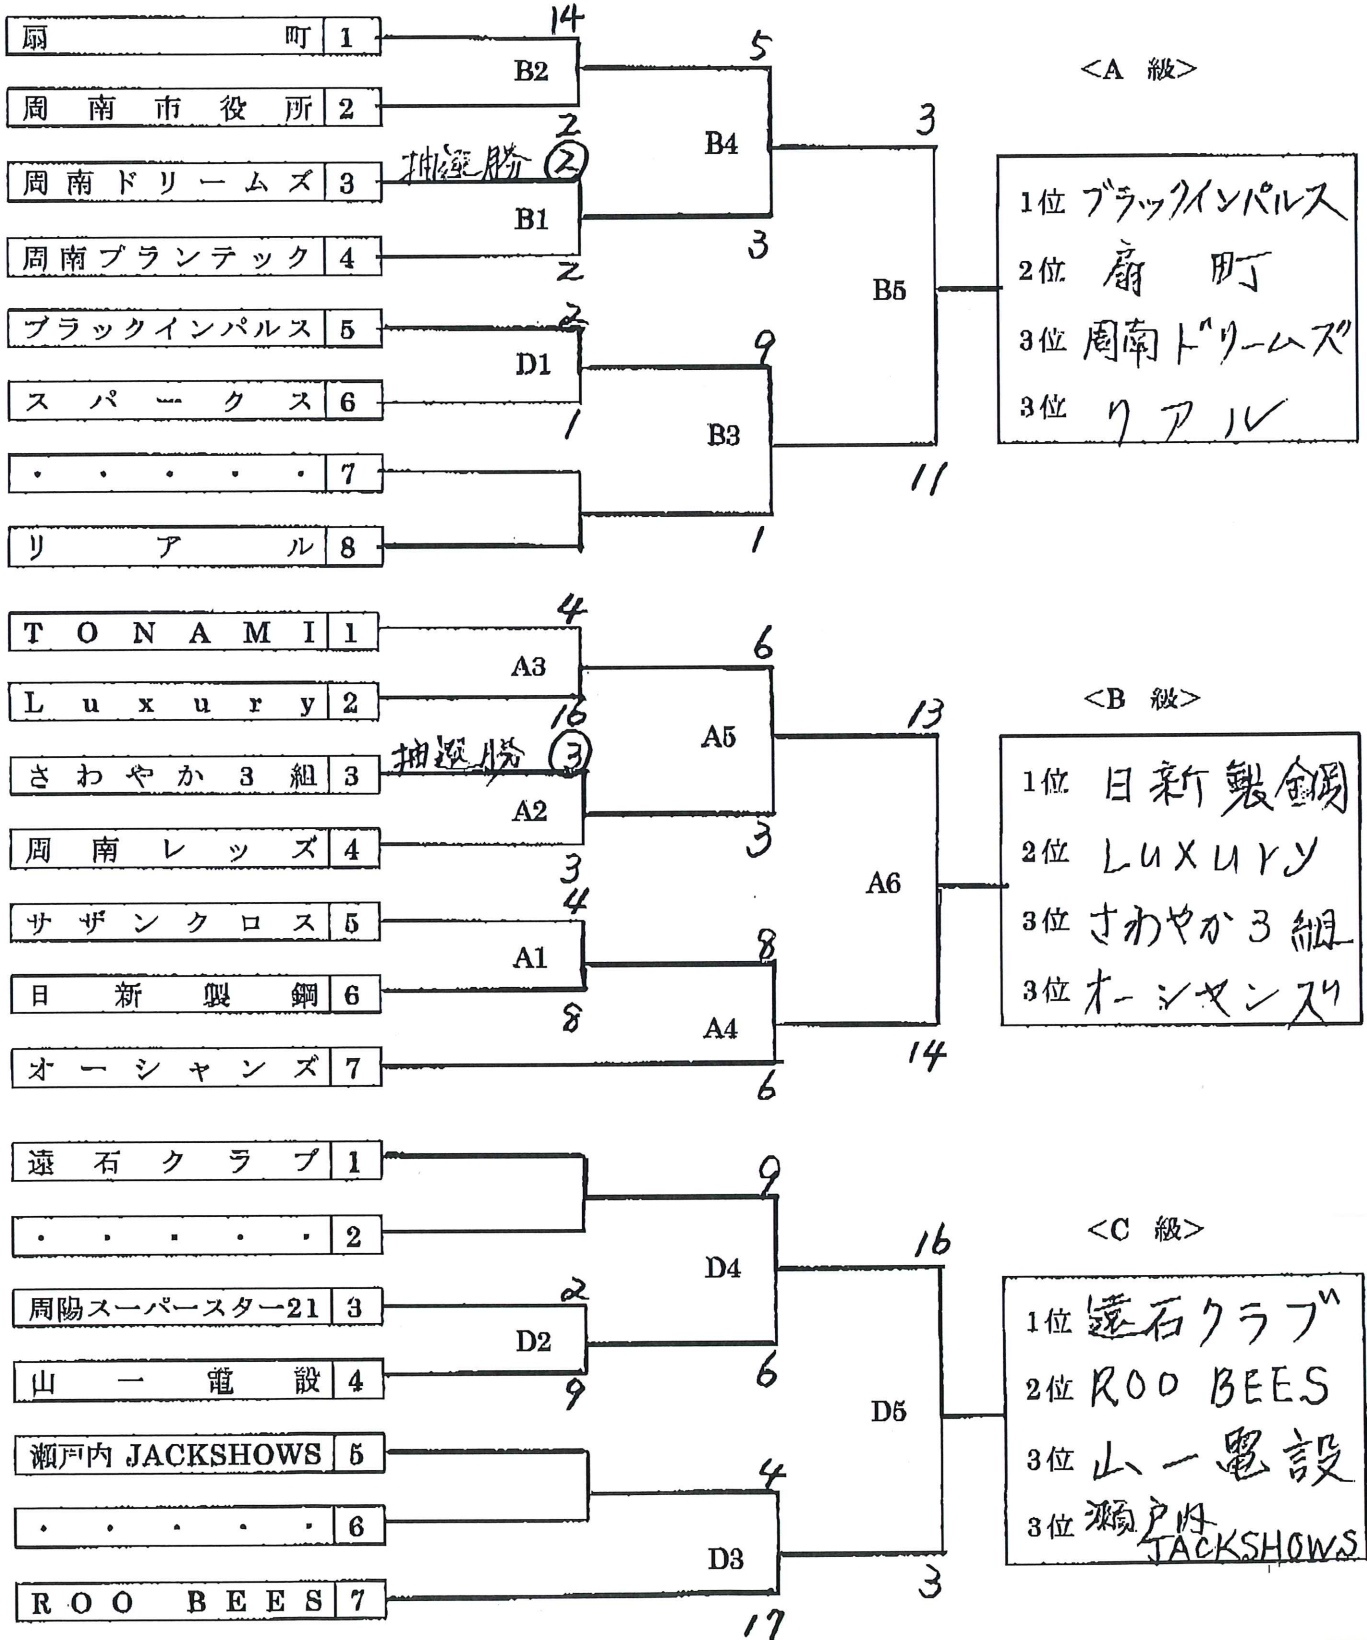 14
扇町 1
5
B2
<A 級>
周南市役所 2
2
3
B4
抽選勝 ②
周南ドリームズ 3
1位 ブラックインパルス
B1
周南プランテック 4
2
3
2位 扇町
B5
2
ブラックインパルス 5
3位 周南ドリームズ
9
D1
スパークス 6
1
3位 リアル
B3
・・・・・ 7
11
リアル 8
1
4
TONAMI 1
6
A3
<B 級>
Luxury 2
16
13
A5
抽選勝 ③
さわやか3組 3
1位 日新製鋼
A2
周南レッズ 4
3
3
2位 Luxury
A6
4
サザンクロス 5
3位 さわやか3組
8
A1
日新製鋼 6
8
3位 オーシャンズ
A4
オーシャンズ 7
6
14
遠石クラブ 1
9
・・・・・ 2
<C 級>
16
D4
2
周陽スーパースター21 3
1位 遠石クラブ
D2
山一電設 4
9
6
2位 ROO BEES
D5
瀬戸内 JACKSHOWS 5
3位 山一電設
4
・・・・・ 6
3位 瀬戸内
JACKSHOWS
D3
3
ROO BEES 7
17